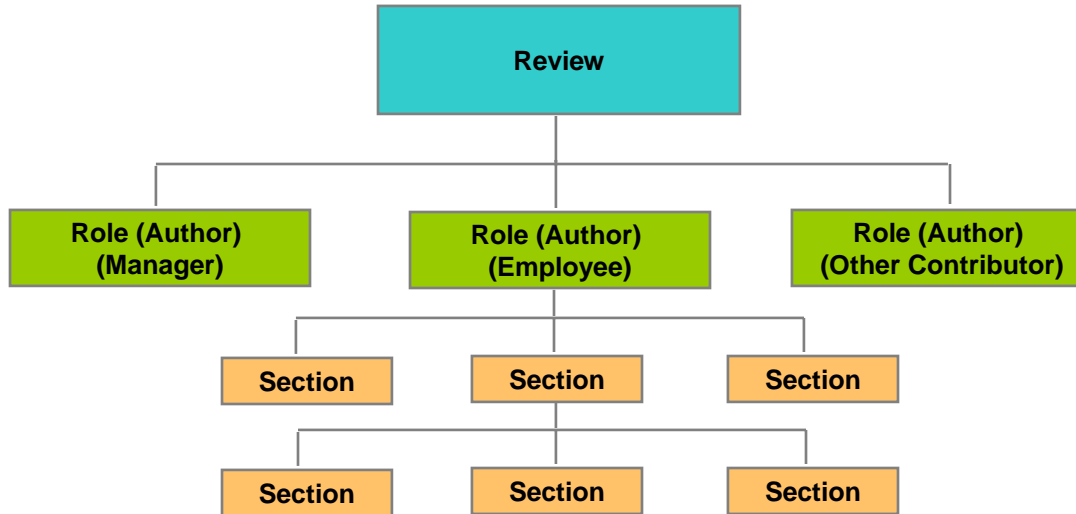 Review
Role (Author)
(Manager)
Role (Author)
(Employee)
Role (Author)
(Other Contributor)
Section
Section
Section
Section
Section
Section